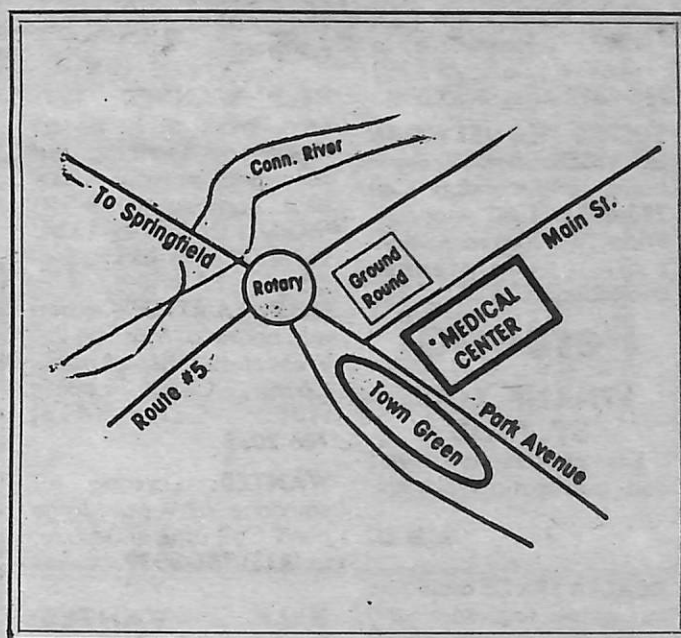 Conn. River
To Springfield
Main St.
Rotary
Ground
Round
• MEDICAL
CENTER
Route #5
Town Green
Park Avenue